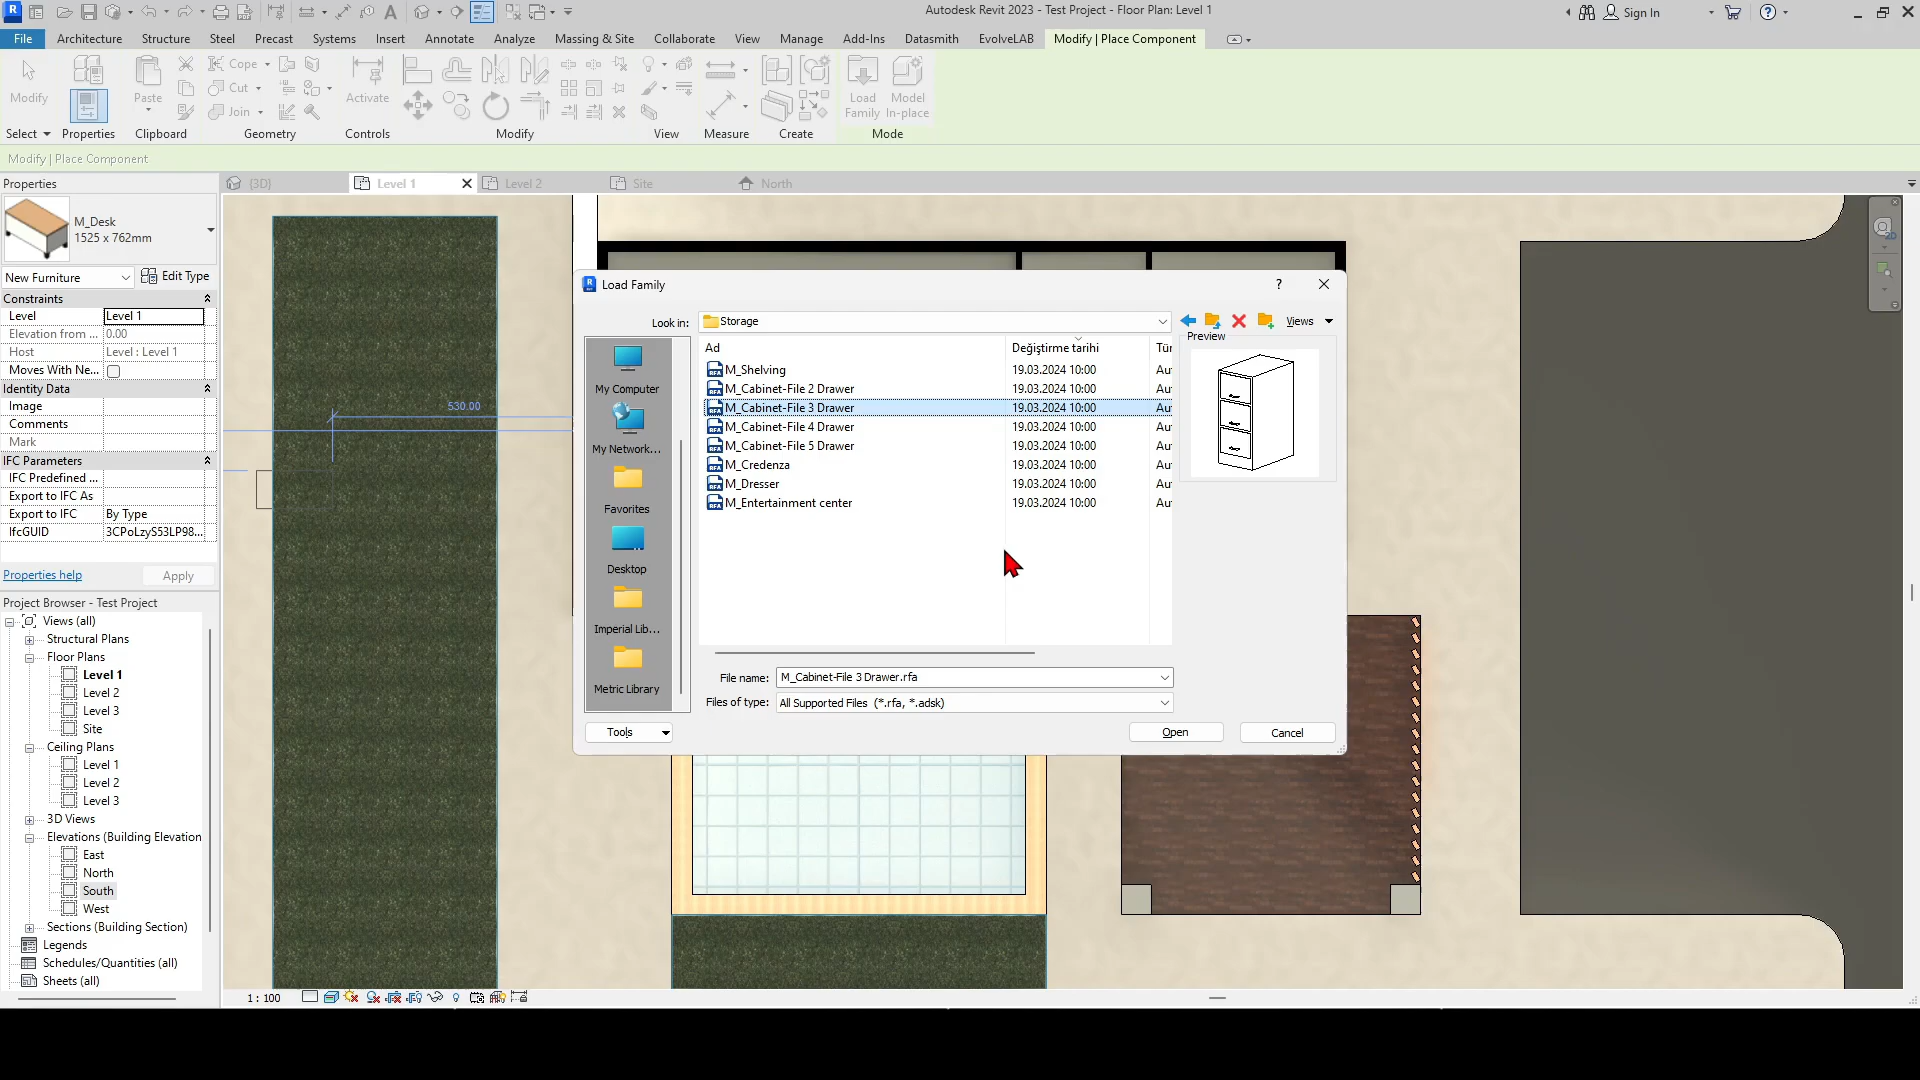 Autodesk Revit 2023 - Test Project - Floor Plan: Level 1
Sign In
File Architecture Structure Steel Precast Systems Insert Annotate Analyze Massing & Site Collaborate View Manage Add-Ins Datasmith EvolveLAB Modify | Place Component
Modify
Paste
Cope
Cut
Join
Activate
Load Family
Model In-place
Select Properties Clipboard Geometry Controls Modify View Measure Create Mode
Modify | Place Component
Properties
{3D} Level 1 Level 2 Site North
M_Desk
1525 x 762mm
New Furniture Edit Type
Constraints
Level Level 1
Elevation from ... 0.00
Host Level : Level 1
Moves With Ne...
Identity Data
Image
Comments
Mark
IFC Parameters
IFC Predefined ...
Export to IFC As
Export to IFC By Type
IfcGUID 3CPoLzyS53LP98...
Properties help Apply
Project Browser - Test Project
Views (all)
Structural Plans
Floor Plans
Level 1
Level 2
Level 3
Site
Ceiling Plans
Level 1
Level 2
Level 3
3D Views
Elevations (Building Elevation
East
North
South
West
Sections (Building Section)
Legends
Schedules/Quantities (all)
Sheets (all)
530.00
2D
Load Family
?
Look in: Storage
Views
Preview
My Computer
My Network...
Favorites
Desktop
Imperial Lib...
Metric Library
Ad Değiştirme tarihi Tür
M_Shelving 19.03.2024 10:00 Au
M_Cabinet-File 2 Drawer 19.03.2024 10:00 Au
M_Cabinet-File 3 Drawer 19.03.2024 10:00 Au
M_Cabinet-File 4 Drawer 19.03.2024 10:00 Au
M_Cabinet-File 5 Drawer 19.03.2024 10:00 Au
M_Credenza 19.03.2024 10:00 Au
M_Dresser 19.03.2024 10:00 Au
M_Entertainment center 19.03.2024 10:00 Au
File name: M_Cabinet-File 3 Drawer.rfa
Files of type: All Supported Files (*.rfa, *.adsk)
Tools Open Cancel
1 : 100